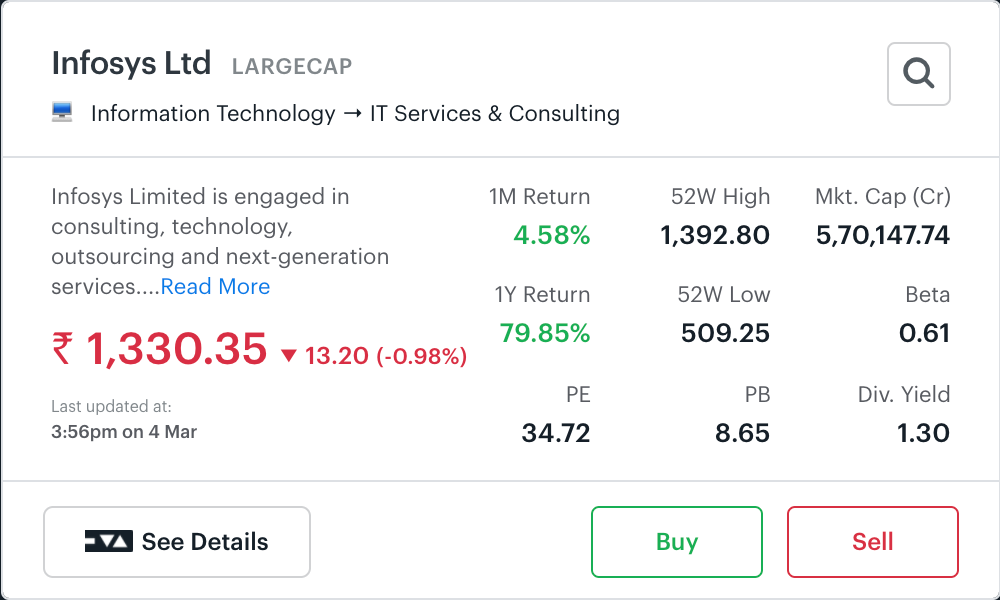 Infosys Ltd LARGECAP
Information Technology → IT Services & Consulting
Infosys Limited is engaged in
consulting, technology,
outsourcing and next-generation
services....Read More
₹ 1,330.35 ▼ 13.20 (-0.98%)
Last updated at:
3:56pm on 4 Mar
1M Return 52W High Mkt. Cap (Cr)
4.58% 1,392.80 5,70,147.74
1Y Return 52W Low Beta
79.85% 509.25 0.61
PE PB Div. Yield
34.72 8.65 1.30
See Details Buy Sell